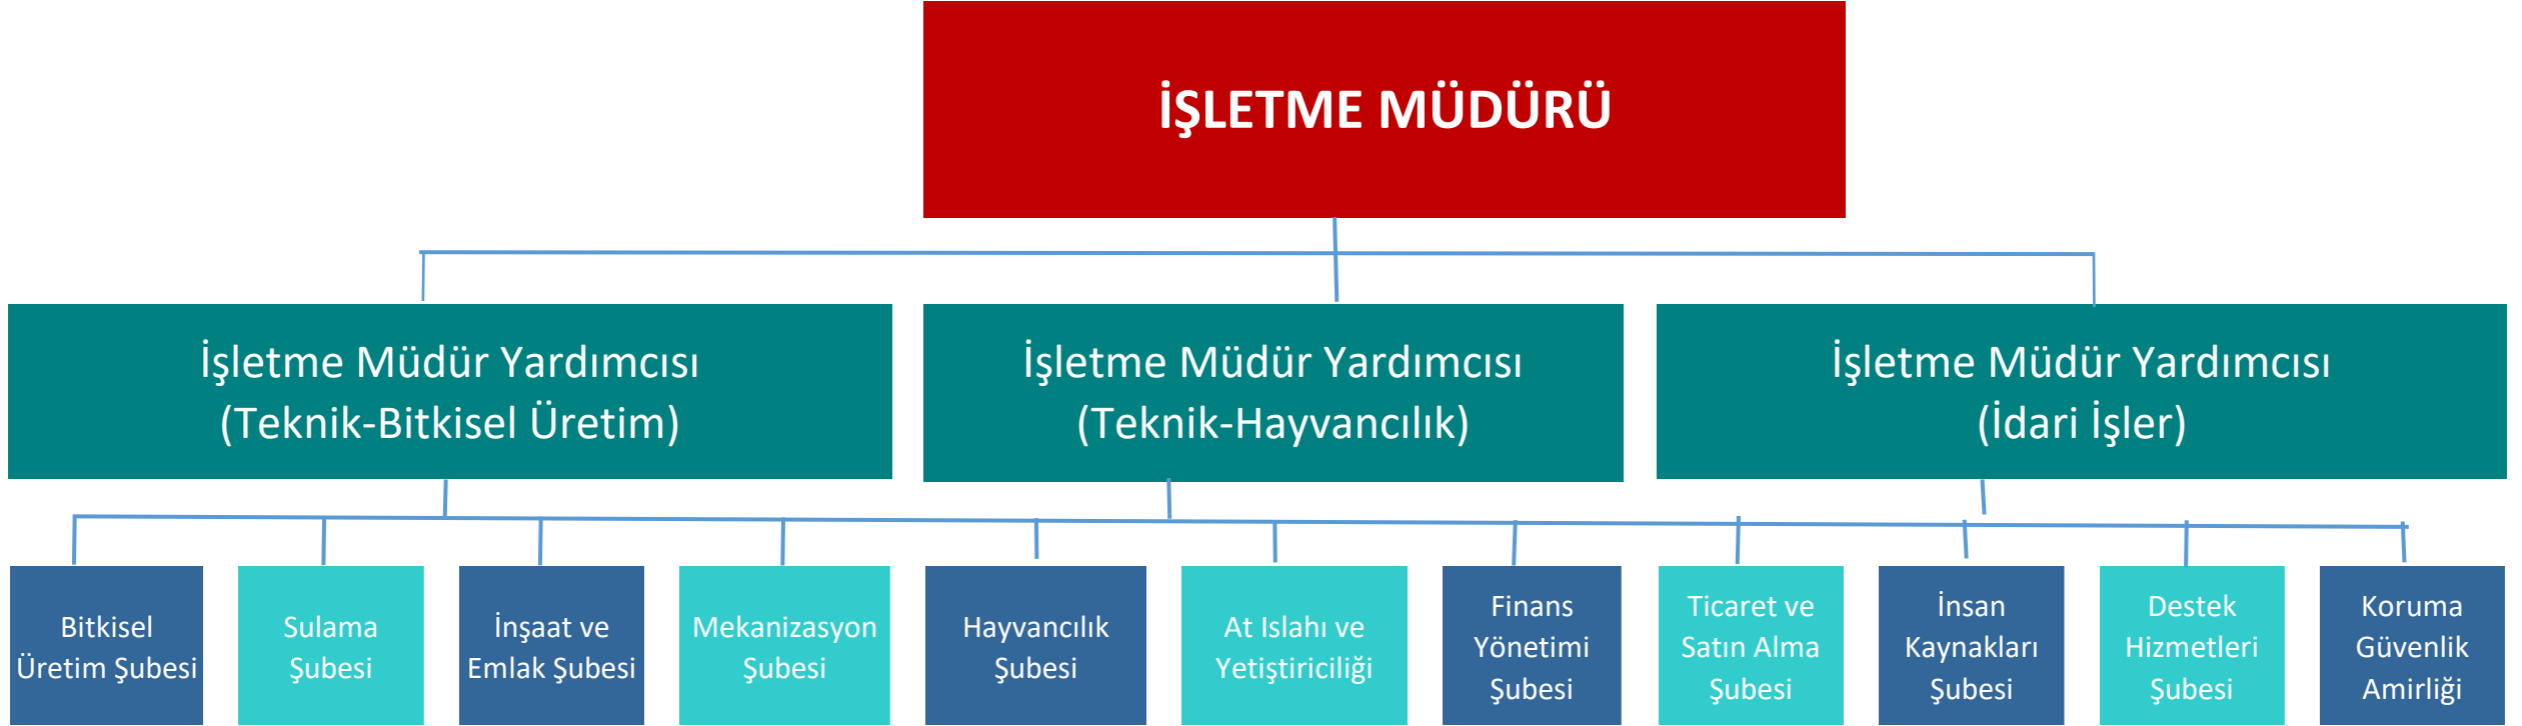 İŞLETME MÜDÜRÜ
İşletme Müdür Yardımcısı
(Teknik-Bitkisel Üretim)
İşletme Müdür Yardımcısı
(Teknik-Hayvancılık)
İşletme Müdür Yardımcısı
(İdari İşler)
Bitkisel
Üretim Şubesi
Sulama
Şubesi
İnşaat ve
Emlak Şubesi
Mekanizasyon
Şubesi
Hayvancılık
Şubesi
At Islahı ve
Yetiştiriciliği
Finans
Yönetimi
Şubesi
Ticaret ve
Satın Alma
Şubesi
İnsan
Kaynakları
Şubesi
Destek
Hizmetleri
Şubesi
Koruma
Güvenlik
Amirliği